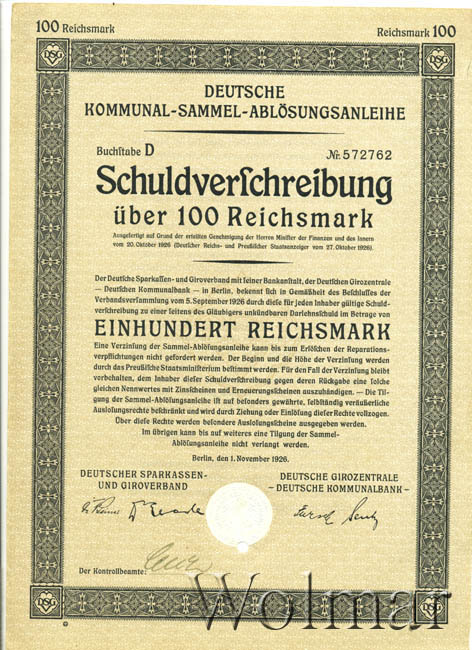 100 Reichsmark
Reichsmark 100
DSG
DSG
DEUTSCHE
KOMMUNAL-SAMMEL-ABLÖSUNGSANLEIHE
Buchſtabe D
Nr. 572762
Schuldverſchreibung
über 100 Reichsmark
Ausgefertigt auf Grund der erteilten Genehmigung der Herren Miniſter der Finanzen und des Innern
vom 20. Oktober 1926 (Deutſcher Reichs- und Preußiſcher Staatsanzeiger vom 27. Oktober 1926).
Der Deutſche Sparkaſſen- und Giroverband mit ſeiner Bankanſtalt, der Deutſchen Girozentrale
— Deutſchen Kommunalbank — in Berlin, bekennt ſich in Gemäßheit des Beſchluſſes der
Verbandsverſammlung vom 5. September 1926 durch dieſe für jeden Inhaber gültige Schuld-
verſchreibung zu einer ſeitens des Gläubigers unkündbaren Darlehnsſchuld im Betrage von
EINHUNDERT REICHSMARK
Eine Verzinſung der Sammel-Ablöſungsanleihe kann bis zum Erlöſchen der Reparations-
verpflichtungen nicht gefordert werden. Der Beginn und die Höhe der Verzinſung werden
durch das Preußiſche Staatsminiſterium beſtimmt werden. Für den Fall der Verzinſung bleibt
vorbehalten, dem Inhaber dieſer Schuldverſchreibung gegen deren Rückgabe eine ſolche
gleichen Nennwertes mit Zinsſcheinen und Erneuerungsſcheinen auszuhändigen. — Die Til-
gung der Sammel-Ablöſungsanleihe iſt auf beſonders gewährte, ſelbſtändig veräußerliche
Ausloſungsrechte beſchränkt und wird durch Ziehung oder Einlöſung dieſer Rechte vollzogen.
Über dieſe Rechte werden beſondere Ausloſungsſcheine ausgegeben werden.
Im übrigen kann bis auf weiteres eine Tilgung der Sammel-
Ablöſungsanleihe nicht verlangt werden.
Berlin, den 1. November 1926.
DEUTSCHER SPARKASSEN-
UND GIROVERBAND
DEUTSCHE GIROZENTRALE
– DEUTSCHE KOMMUNALBANK –
Der Kontrollbeamte:
DSG
DSG
Wolmar